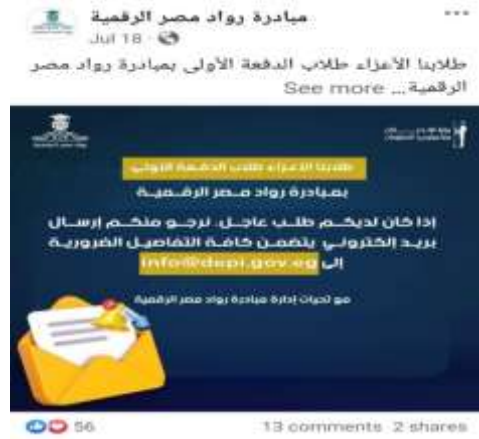 مبادرة رواد مصر الرقمية
Jul 18
طلابنا الأعزاء طلاب الدفعة الأولى بمبادرة رواد مصر
الرقمية... See more
طلابنا الأعزاء طلاب الدفعة الأولى
بمبادرة رواد مصر الرقمية
إذا كان لديكم طلب عاجل، نرجو منكم إرسال
بريد إلكتروني يتضمن كافة التفاصيل الضرورية
إلى info@depi.gov.eg
مع تحيات إدارة مبادرة رواد مصر الرقمية
56
13 comments 2 shares